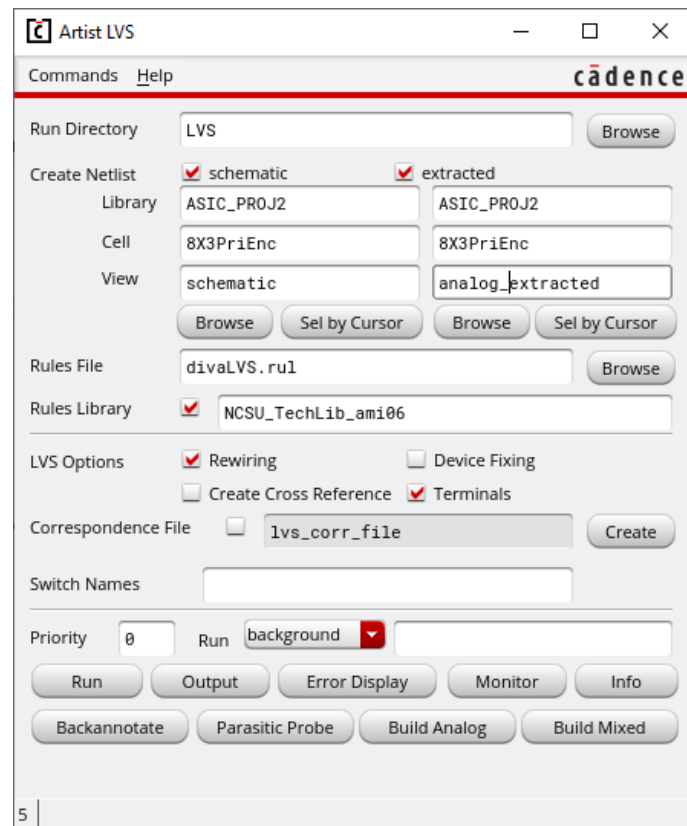 Artist LVS
Commands Help cādence
Run Directory LVS Browse
Create Netlist schematic extracted
Library ASIC_PROJ2 ASIC_PROJ2
Cell 8X3PriEnc 8X3PriEnc
View schematic analog_extracted
Browse Sel by Cursor Browse Sel by Cursor
Rules File divaLVS.rul Browse
Rules Library NCSU_TechLib_ami06
LVS Options Rewiring Device Fixing
Create Cross Reference Terminals
Correspondence File lvs_corr_file Create
Switch Names
Priority 0 Run background
Run Output Error Display Monitor Info
Backannotate Parasitic Probe Build Analog Build Mixed
5